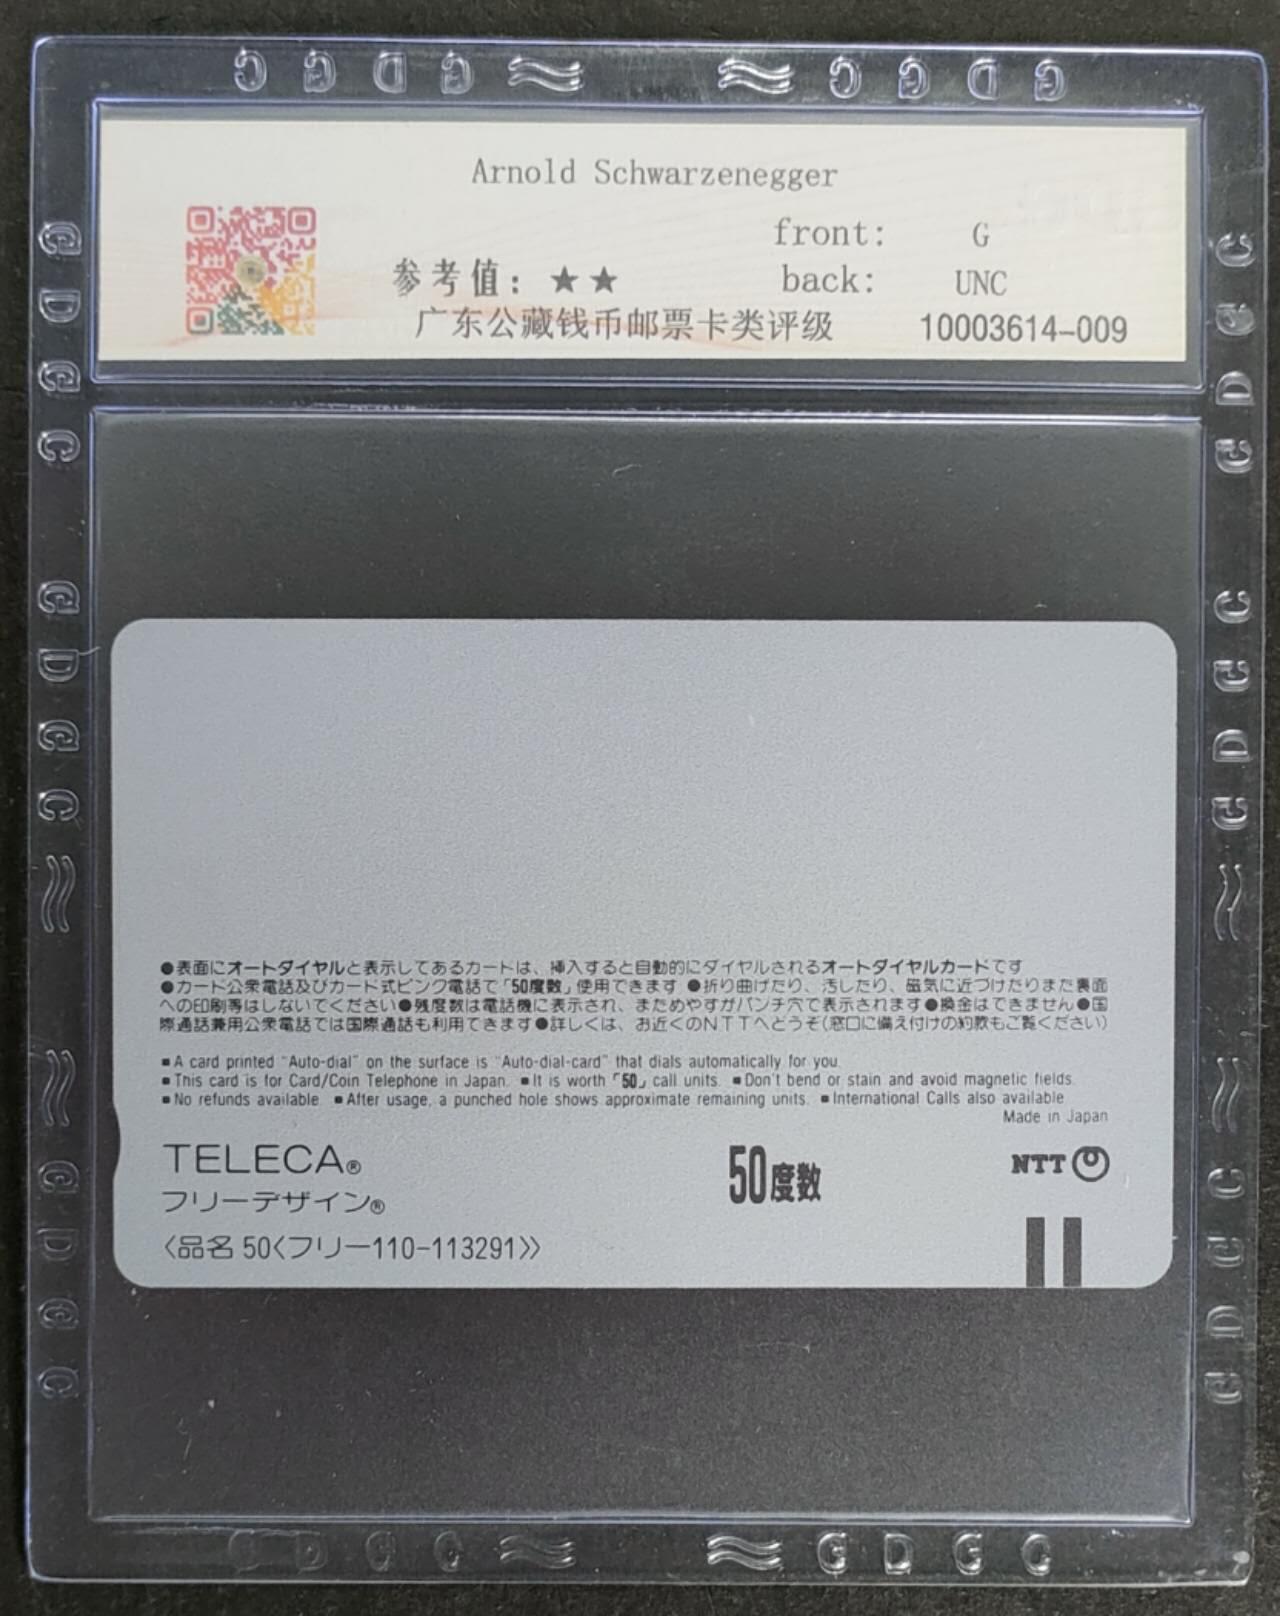 Arnold Schwarzenegger
front: G
参考值: ★★ back: UNC
广东公藏钱币邮票卡类评级 10003614-009
●表面にオートダイヤルと表示してあるカードは、挿入すると自動的にダイヤルされるオートダイヤルカードです
●カード公衆電話及びカード式ピンク電話で「50度数」使用できます ●折り曲げたり、汚したり、磁気に近づけたりまた裏面
への印刷等はしないでください●残度数は電話機に表示され、まためやすがパンチ穴で表示されます●換金はできません●国
際通話兼用公衆電話では国際通話も利用できます●詳しくは、お近くのNTTへどうぞ(窓口に備え付けの約款もご覧ください)
■A card printed "Auto-dial" on the surface is "Auto-dial-card" that dials automatically for you.
■This card is for Card/Coin Telephone in Japan. ■It is worth「50」call units. ■Don't bend or stain and avoid magnetic fields.
■No refunds available. ■After usage, a punched hole shows approximate remaining units. ■International Calls also available
Made in Japan
TELECA®
フリーデザイン®
50度数
NTT
〈品名 50〈フリー110-113291〉〉